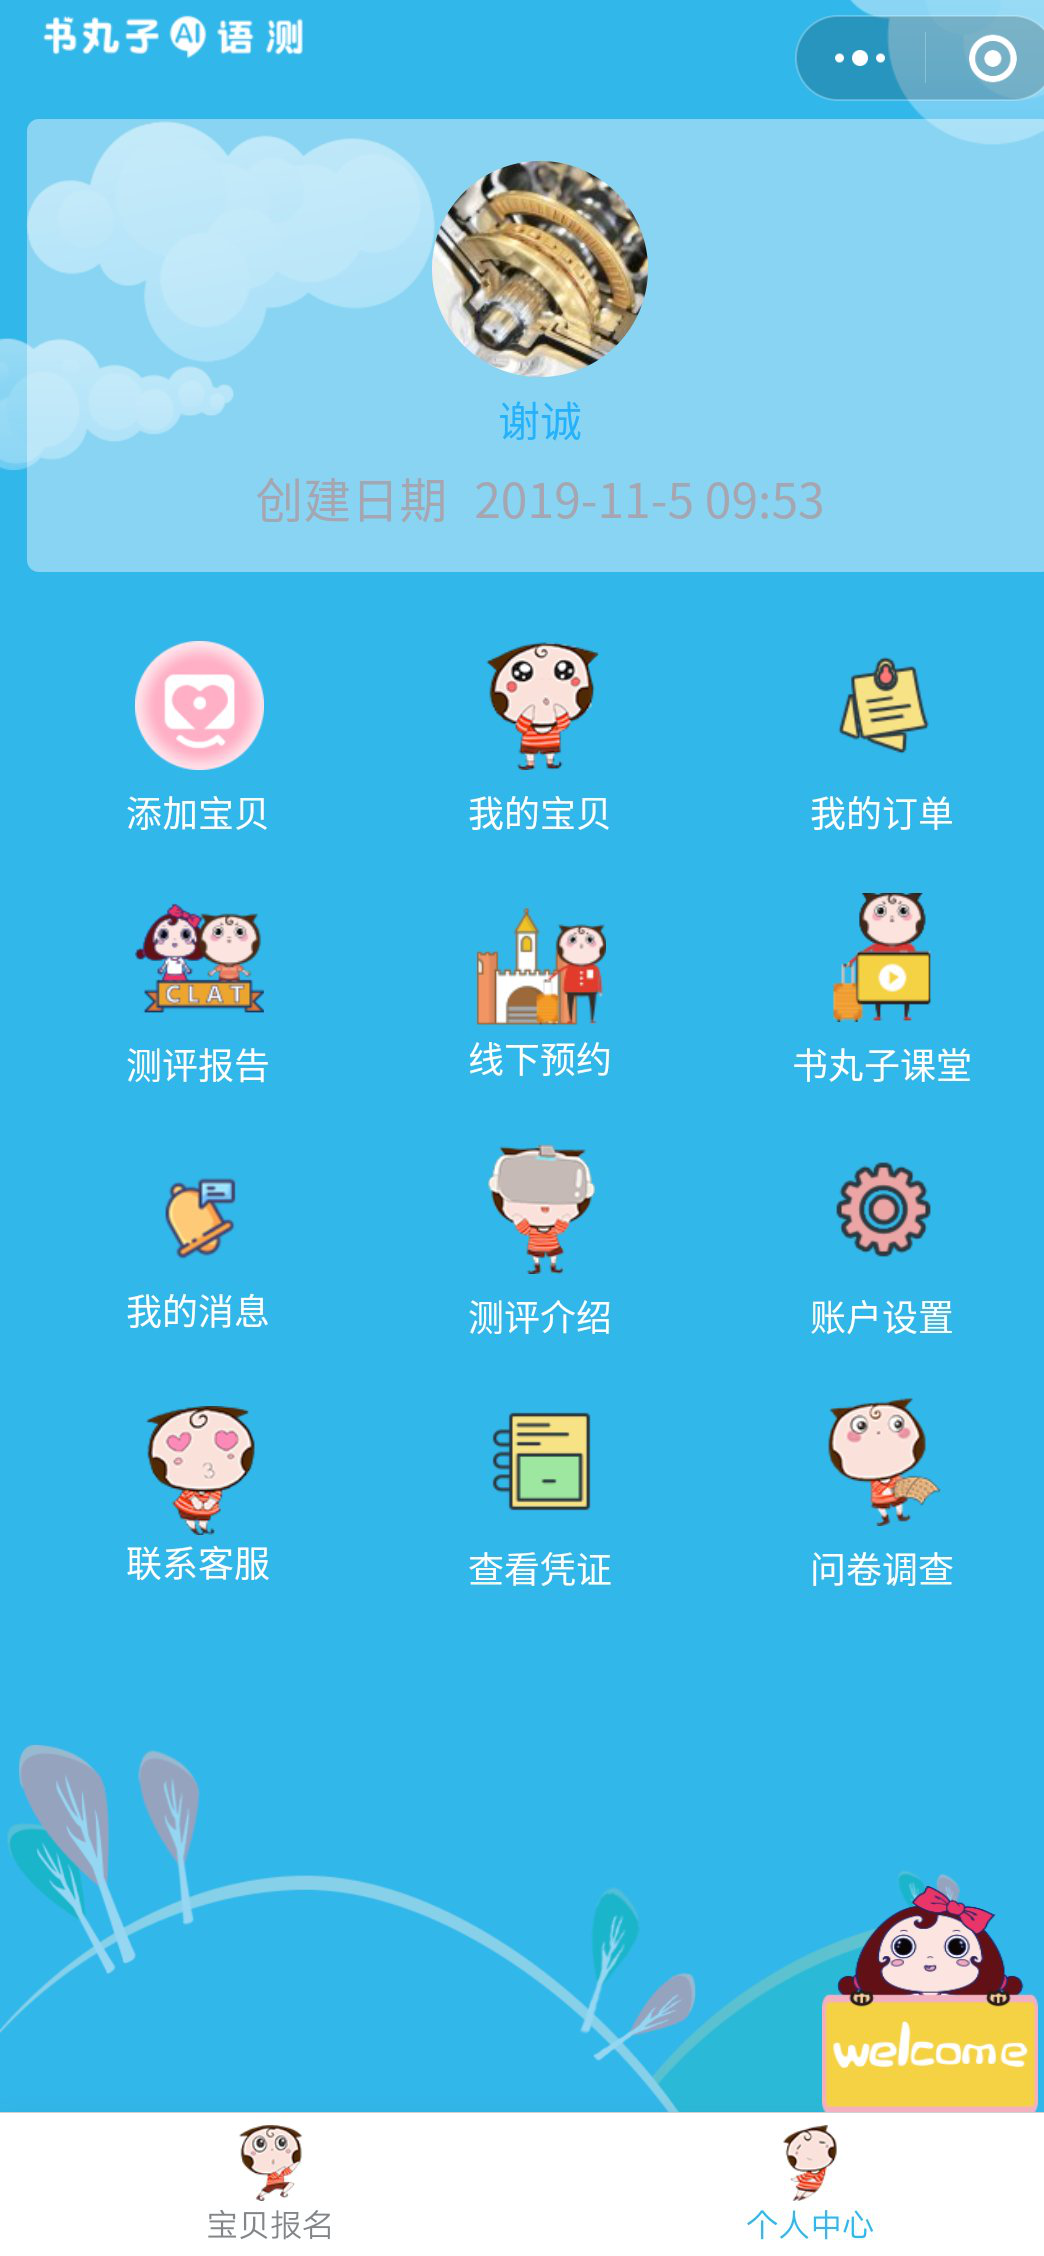 书丸子AI语测
谢诚
创建日期 2019-11-5 09:53
添加宝贝 我的宝贝 我的订单
CLAT
测评报告 线下预约 书丸子课堂
我的消息 测评介绍 账户设置
联系客服 查看凭证 问卷调查
welcome
宝贝报名 个人中心